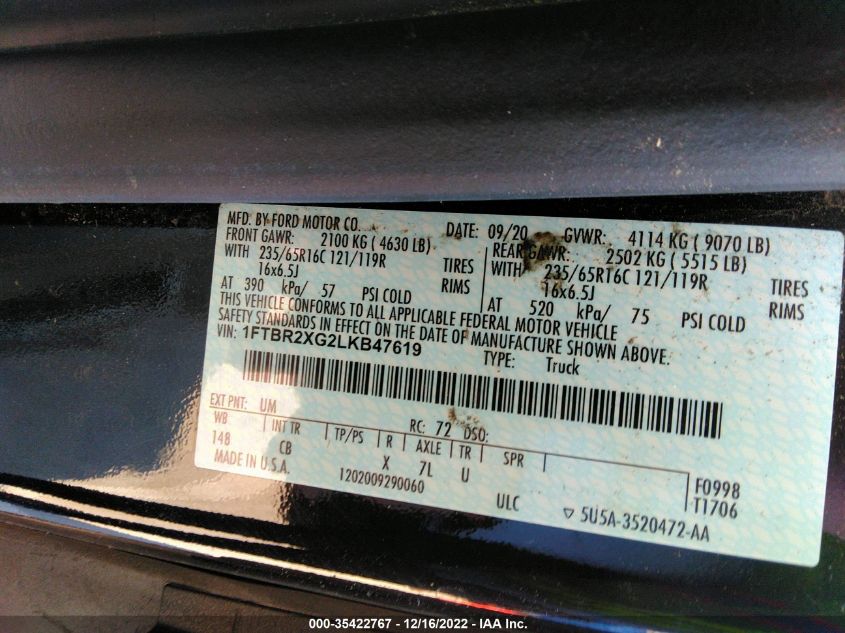 MFD. BY FORD MOTOR CO. DATE: 09/20 GVWR: 4114 KG ( 9070 LB)
FRONT GAWR: 2100 KG ( 4630 LB) REAR GAWR: 2502 KG ( 5515 LB)
WITH 235/65R16C 121/119R TIRES WITH 235/65R16C 121/119R TIRES
16x6.5J RIMS 16x6.5J RIMS
AT 390 kPa/ 57 PSI COLD AT 520 kPa/ 75 PSI COLD
THIS VEHICLE CONFORMS TO ALL APPLICABLE FEDERAL MOTOR VEHICLE
SAFETY STANDARDS IN EFFECT ON THE DATE OF MANUFACTURE SHOWN ABOVE.
VIN: 1FTBR2XG2LKB47619 TYPE: Truck
EXT PNT: UM RC: 72 DSO:
WB INT TR TP/PS R AXLE TR SPR
148 CB X 7L U F0998
MADE IN U.S.A. 1202009290060 ULC T1706
▽ 5U5A-3520472-AA
000-35422767 - 12/16/2022 - IAA Inc.